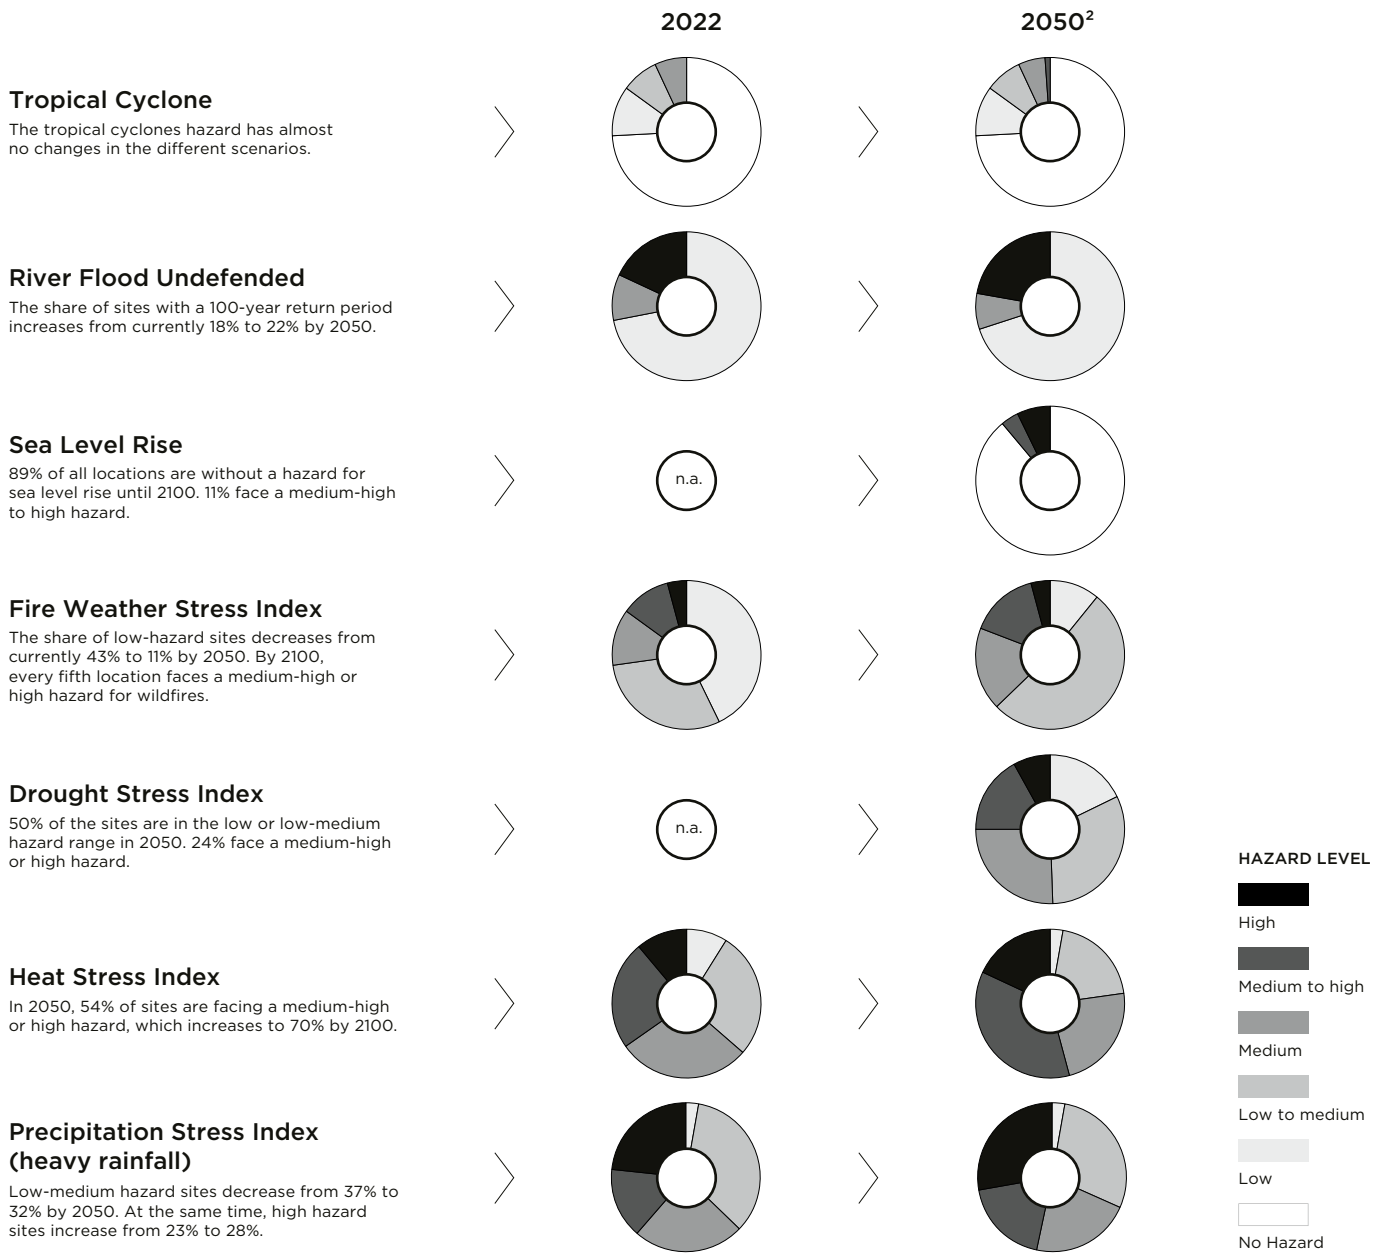 2022
2050²
Tropical Cyclone
The tropical cyclones hazard has almost
no changes in the different scenarios.
River Flood Undefended
The share of sites with a 100-year return period
increases from currently 18% to 22% by 2050.
Sea Level Rise
89% of all locations are without a hazard for
sea level rise until 2100. 11% face a medium-high
to high hazard.
n.a.
Fire Weather Stress Index
The share of low-hazard sites decreases from
currently 43% to 11% by 2050. By 2100,
every fifth location faces a medium-high or
high hazard for wildfires.
Drought Stress Index
50% of the sites are in the low or low-medium
hazard range in 2050. 24% face a medium-high
or high hazard.
n.a.
Heat Stress Index
In 2050, 54% of sites are facing a medium-high
or high hazard, which increases to 70% by 2100.
Precipitation Stress Index
(heavy rainfall)
Low-medium hazard sites decrease from 37% to
32% by 2050. At the same time, high hazard
sites increase from 23% to 28%.
HAZARD LEVEL
High
Medium to high
Medium
Low to medium
Low
No Hazard